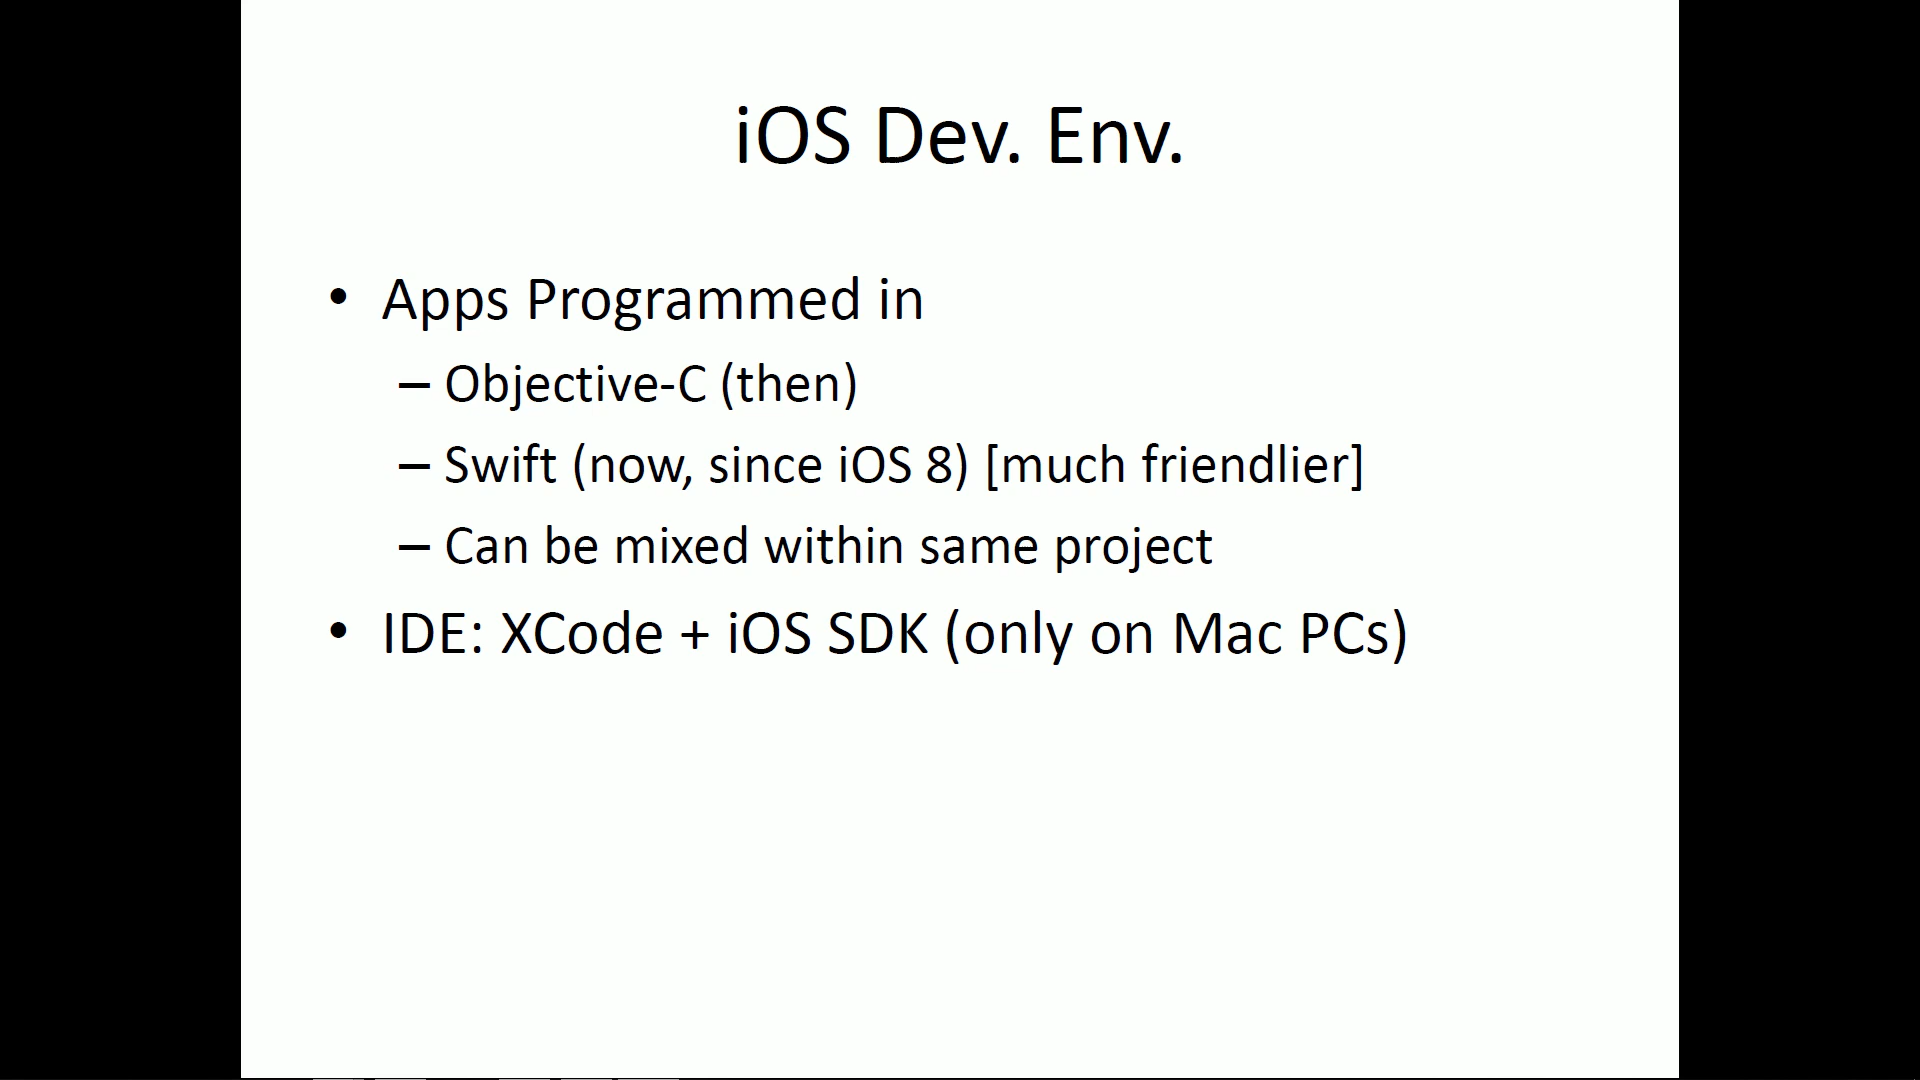 iOS Dev. Env.
• Apps Programmed in
– Objective-C (then)
– Swift (now, since iOS 8) [much friendlier]
– Can be mixed within same project
• IDE: XCode + iOS SDK (only on Mac PCs)